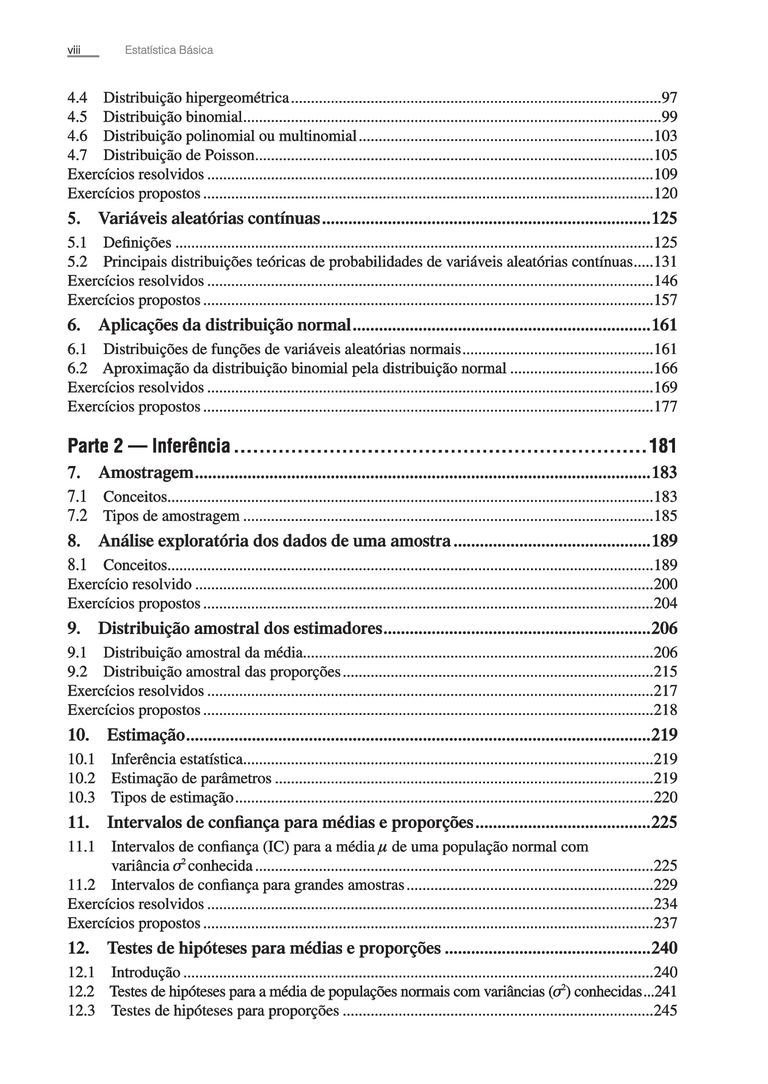 viii Estatística Básica
4.4 Distribuição hipergeométrica.............................................................................................97
4.5 Distribuição binomial.........................................................................................................99
4.6 Distribuição polinomial ou multinomial..........................................................................103
4.7 Distribuição de Poisson....................................................................................................105
Exercícios resolvidos ................................................................................................................109
Exercícios propostos .................................................................................................................120
5. Variáveis aleatórias contínuas......................................................................125
5.1 Definições ........................................................................................................................125
5.2 Principais distribuições teóricas de probabilidades de variáveis aleatórias contínuas.....131
Exercícios resolvidos ................................................................................................................146
Exercícios propostos .................................................................................................................157
6. Aplicações da distribuição normal................................................................161
6.1 Distribuições de funções de variáveis aleatórias normais................................................161
6.2 Aproximação da distribuição binomial pela distribuição normal ....................................166
Exercícios resolvidos ................................................................................................................169
Exercícios propostos .................................................................................................................177
Parte 2 — Inferência .................................................................181
7. Amostragem..................................................................................................183
7.1 Conceitos..........................................................................................................................183
7.2 Tipos de amostragem .......................................................................................................185
8. Análise exploratória dos dados de uma amostra ..........................................189
8.1 Conceitos..........................................................................................................................189
Exercício resolvido ...................................................................................................................200
Exercícios propostos .................................................................................................................204
9. Distribuição amostral dos estimadores.........................................................206
9.1 Distribuição amostral da média........................................................................................206
9.2 Distribuição amostral das proporções..............................................................................215
Exercícios resolvidos ................................................................................................................217
Exercícios propostos .................................................................................................................218
10. Estimação...................................................................................................219
10.1 Inferência estatística.......................................................................................................219
10.2 Estimação de parâmetros ...............................................................................................219
10.3 Tipos de estimação.........................................................................................................220
11. Intervalos de confiança para médias e proporções.....................................225
11.1 Intervalos de confiança (IC) para a média μ de uma população normal com
variância σ² conhecida ....................................................................................................225
11.2 Intervalos de confiança para grandes amostras ..............................................................229
Exercícios resolvidos ................................................................................................................234
Exercícios propostos .................................................................................................................237
12. Testes de hipóteses para médias e proporções ...........................................240
12.1 Introdução ......................................................................................................................240
12.2 Testes de hipóteses para a média de populações normais com variâncias (σ²) conhecidas...241
12.3 Testes de hipóteses para proporções ..............................................................................245